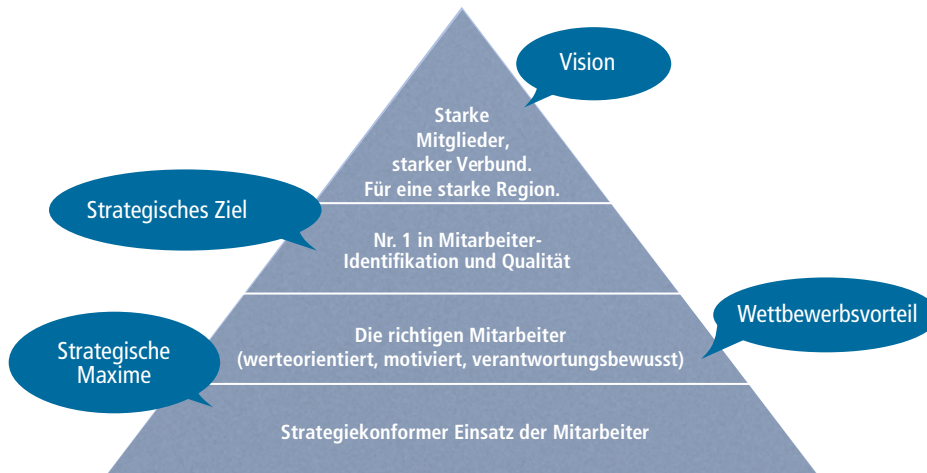 Vision
Starke
Mitglieder,
starker Verbund.
Für eine starke Region.
Strategisches Ziel
Nr. 1 in Mitarbeiter-
Identifikation und Qualität
Wettbewerbsvorteil
Die richtigen Mitarbeiter
(werteorientiert, motiviert, verantwortungsbewusst)
Strategische
Maxime
Strategiekonformer Einsatz der Mitarbeiter